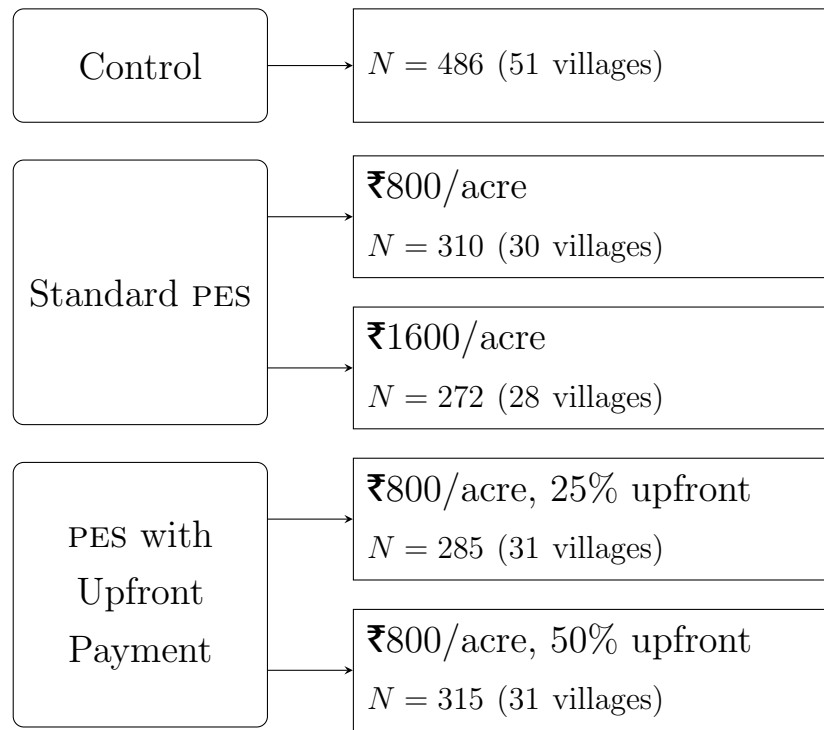 Control
N = 486 (51 villages)
Standard PES
₹800/acre
N = 310 (30 villages)
₹1600/acre
N = 272 (28 villages)
PES with
Upfront
Payment
₹800/acre, 25% upfront
N = 285 (31 villages)
₹800/acre, 50% upfront
N = 315 (31 villages)